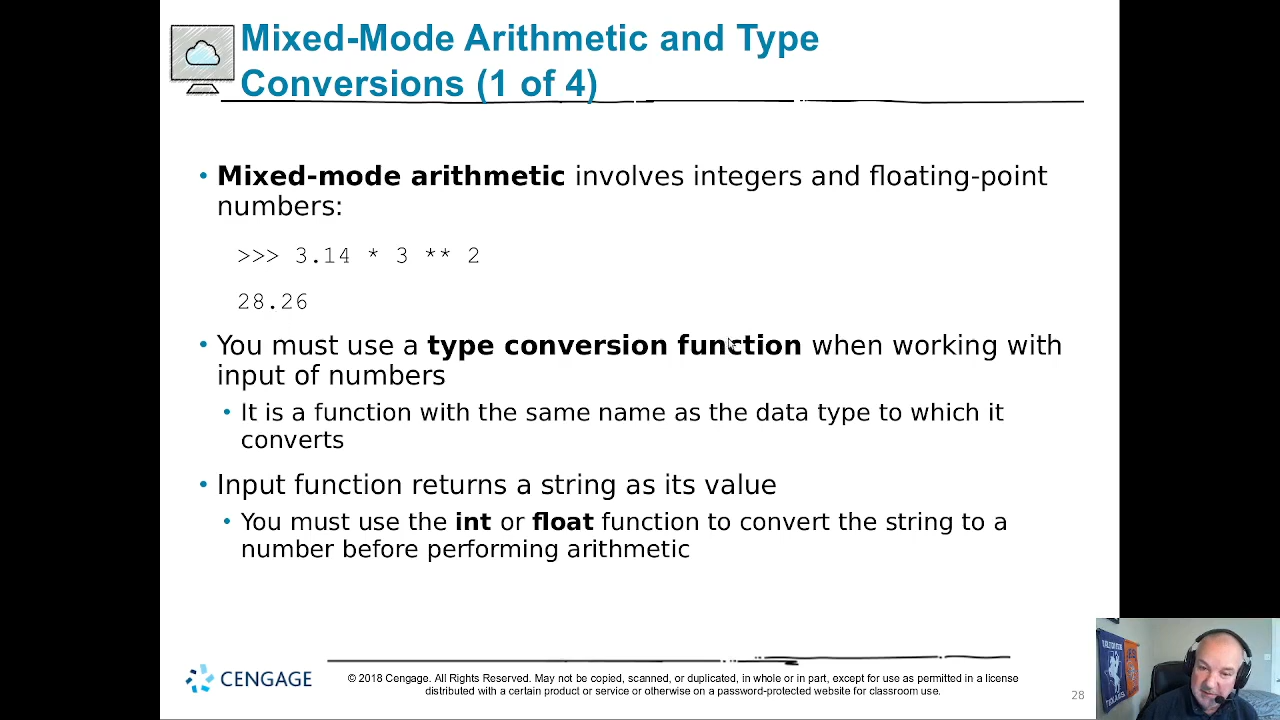 Mixed-Mode Arithmetic and Type
Conversions (1 of 4)
• Mixed-mode arithmetic involves integers and floating-point
numbers:
>>> 3.14 * 3 ** 2
28.26
• You must use a type conversion function when working with
input of numbers
• It is a function with the same name as the data type to which it
converts
• Input function returns a string as its value
• You must use the int or float function to convert the string to a
number before performing arithmetic
CENGAGE
© 2018 Cengage. All Rights Reserved. May not be copied, scanned, or duplicated, in whole or in part, except for use as permitted in a license
distributed with a certain product or service or otherwise on a password-protected website for classroom use.
28